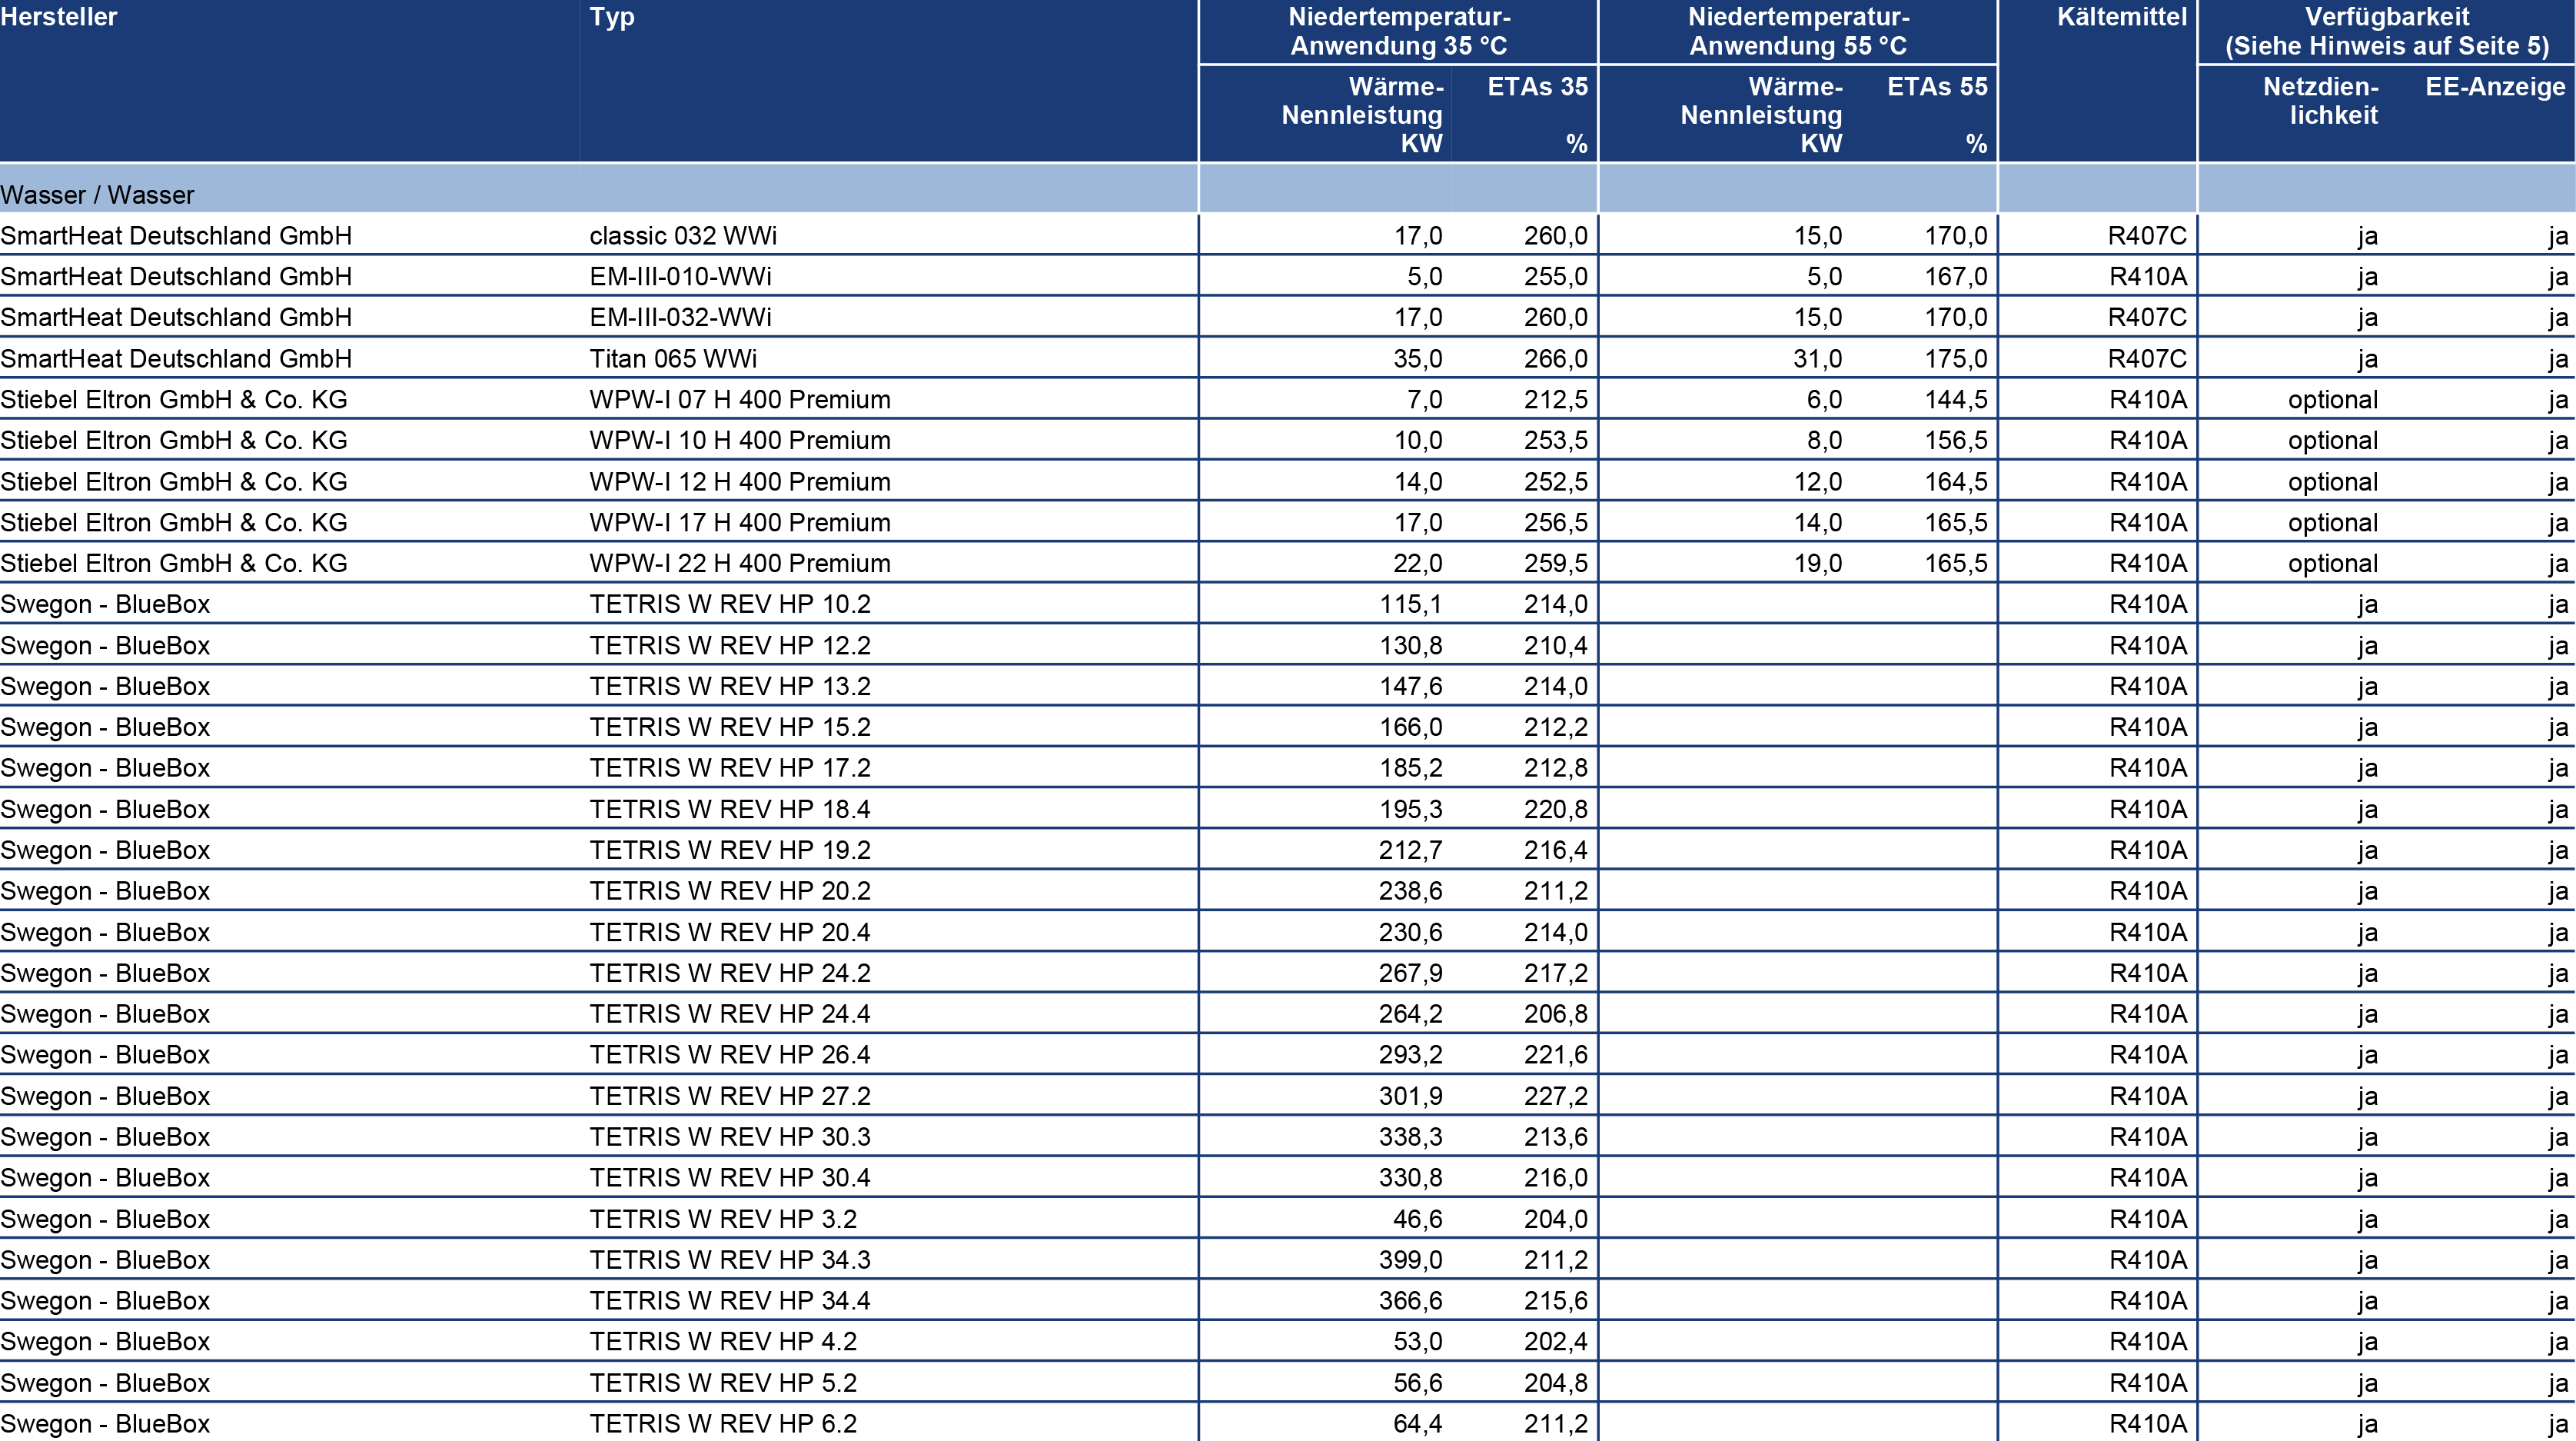 Hersteller Typ Niedertemperatur- Niedertemperatur- Kältemittel Verfügbarkeit
Anwendung 35 °C Anwendung 55 °C (Siehe Hinweis auf Seite 5)
Wärme- ETAs 35 Wärme- ETAs 55 Netzdien- EE-Anzeige
Nennleistung Nennleistung lichkeit
KW % KW %
Wasser / Wasser
SmartHeat Deutschland GmbH classic 032 WWi 17,0 260,0 15,0 170,0 R407C ja ja
SmartHeat Deutschland GmbH EM-III-010-WWi 5,0 255,0 5,0 167,0 R410A ja ja
SmartHeat Deutschland GmbH EM-III-032-WWi 17,0 260,0 15,0 170,0 R407C ja ja
SmartHeat Deutschland GmbH Titan 065 WWi 35,0 266,0 31,0 175,0 R407C ja ja
Stiebel Eltron GmbH & Co. KG WPW-I 07 H 400 Premium 7,0 212,5 6,0 144,5 R410A optional ja
Stiebel Eltron GmbH & Co. KG WPW-I 10 H 400 Premium 10,0 253,5 8,0 156,5 R410A optional ja
Stiebel Eltron GmbH & Co. KG WPW-I 12 H 400 Premium 14,0 252,5 12,0 164,5 R410A optional ja
Stiebel Eltron GmbH & Co. KG WPW-I 17 H 400 Premium 17,0 256,5 14,0 165,5 R410A optional ja
Stiebel Eltron GmbH & Co. KG WPW-I 22 H 400 Premium 22,0 259,5 19,0 165,5 R410A optional ja
Swegon - BlueBox TETRIS W REV HP 10.2 115,1 214,0 R410A ja ja
Swegon - BlueBox TETRIS W REV HP 12.2 130,8 210,4 R410A ja ja
Swegon - BlueBox TETRIS W REV HP 13.2 147,6 214,0 R410A ja ja
Swegon - BlueBox TETRIS W REV HP 15.2 166,0 212,2 R410A ja ja
Swegon - BlueBox TETRIS W REV HP 17.2 185,2 212,8 R410A ja ja
Swegon - BlueBox TETRIS W REV HP 18.4 195,3 220,8 R410A ja ja
Swegon - BlueBox TETRIS W REV HP 19.2 212,7 216,4 R410A ja ja
Swegon - BlueBox TETRIS W REV HP 20.2 238,6 211,2 R410A ja ja
Swegon - BlueBox TETRIS W REV HP 20.4 230,6 214,0 R410A ja ja
Swegon - BlueBox TETRIS W REV HP 24.2 267,9 217,2 R410A ja ja
Swegon - BlueBox TETRIS W REV HP 24.4 264,2 206,8 R410A ja ja
Swegon - BlueBox TETRIS W REV HP 26.4 293,2 221,6 R410A ja ja
Swegon - BlueBox TETRIS W REV HP 27.2 301,9 227,2 R410A ja ja
Swegon - BlueBox TETRIS W REV HP 30.3 338,3 213,6 R410A ja ja
Swegon - BlueBox TETRIS W REV HP 30.4 330,8 216,0 R410A ja ja
Swegon - BlueBox TETRIS W REV HP 3.2 46,6 204,0 R410A ja ja
Swegon - BlueBox TETRIS W REV HP 34.3 399,0 211,2 R410A ja ja
Swegon - BlueBox TETRIS W REV HP 34.4 366,6 215,6 R410A ja ja
Swegon - BlueBox TETRIS W REV HP 4.2 53,0 202,4 R410A ja ja
Swegon - BlueBox TETRIS W REV HP 5.2 56,6 204,8 R410A ja ja
Swegon - BlueBox TETRIS W REV HP 6.2 64,4 211,2 R410A ja ja